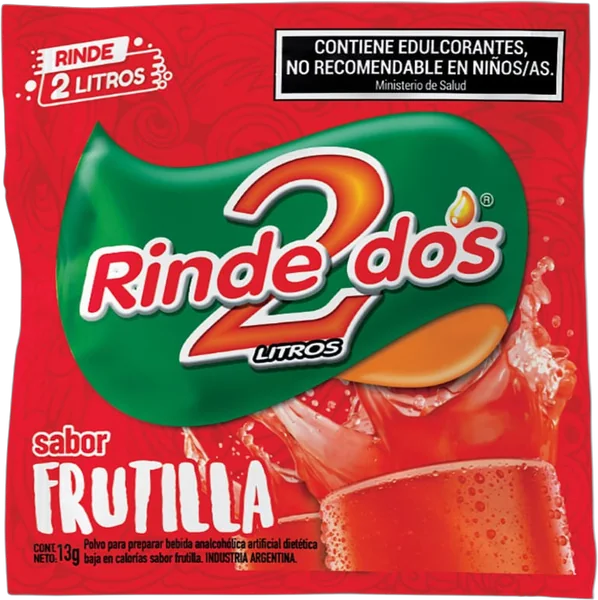 RINDE
2 LITROS
CONTIENE EDULCORANTES,
NO RECOMENDABLE EN NIÑOS/AS.
Ministerio de Salud
2
Rinde dos ®
LITROS
sabor
FRUTILLA
CONT. NETO: 13g
Polvo para preparar bebida analcohólica artificial dietética
baja en calorías sabor frutilla. INDUSTRIA ARGENTINA.